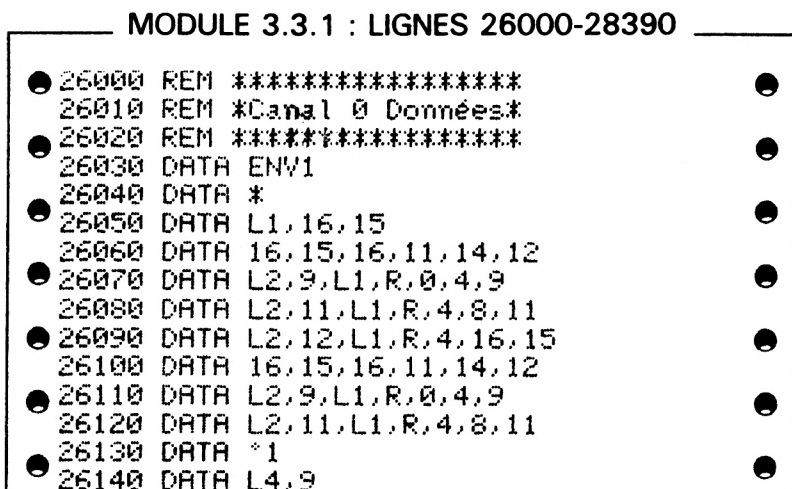 MODULE 3.3.1 : LIGNES 26000-28390
26000 REM *****************
26010 REM *Canal 0 Données*
26020 REM *****************
26030 DATA ENV1
26040 DATA *
26050 DATA L1,16,15
26060 DATA 16,15,16,11,14,12
26070 DATA L2,9,L1,R,0,4,9
26080 DATA L2,11,L1,R,4,8,11
26090 DATA L2,12,L1,R,4,16,15
26100 DATA 16,15,16,11,14,12
26110 DATA L2,9,L1,R,0,4,9
26120 DATA L2,11,L1,R,4,8,11
26130 DATA °1
26140 DATA L4,9